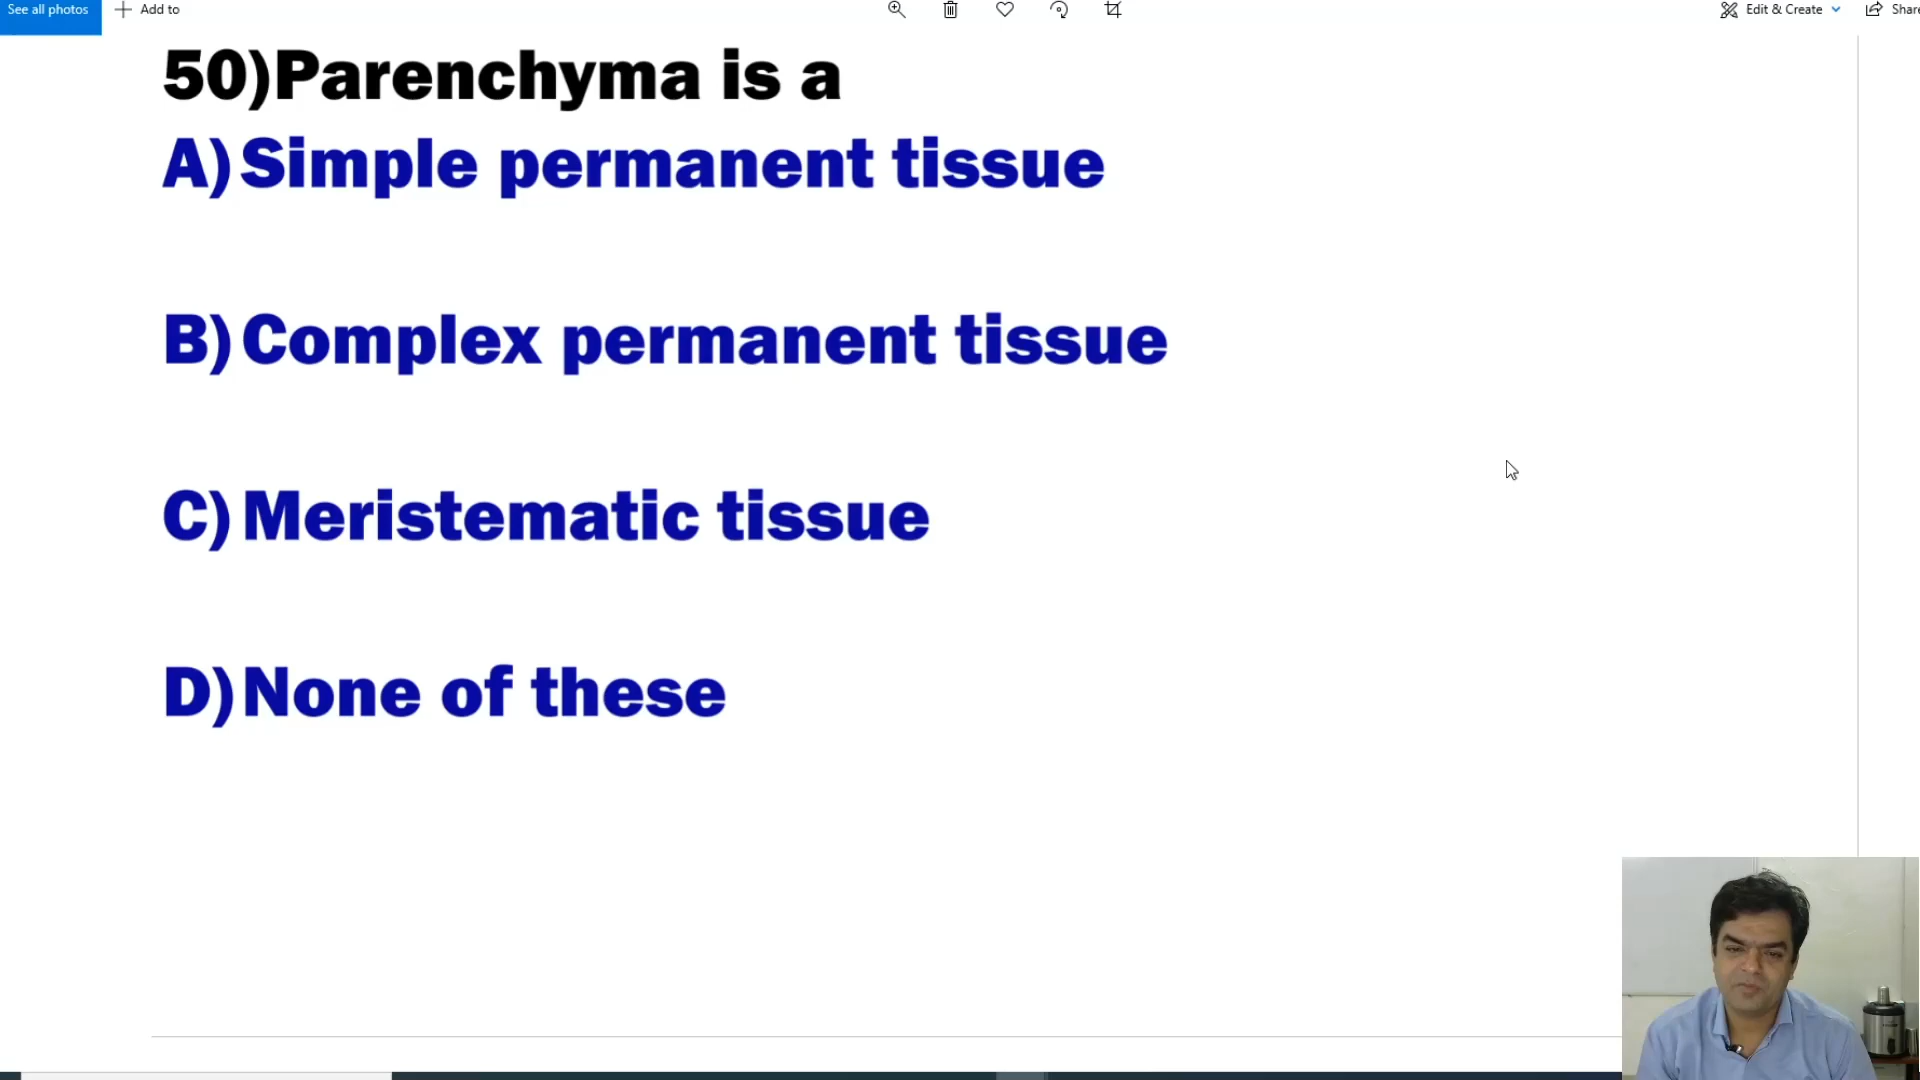 See all photos + Add to Edit & Create Share
50)Parenchyma is a
A)Simple permanent tissue
B)Complex permanent tissue
C)Meristematic tissue
D)None of these